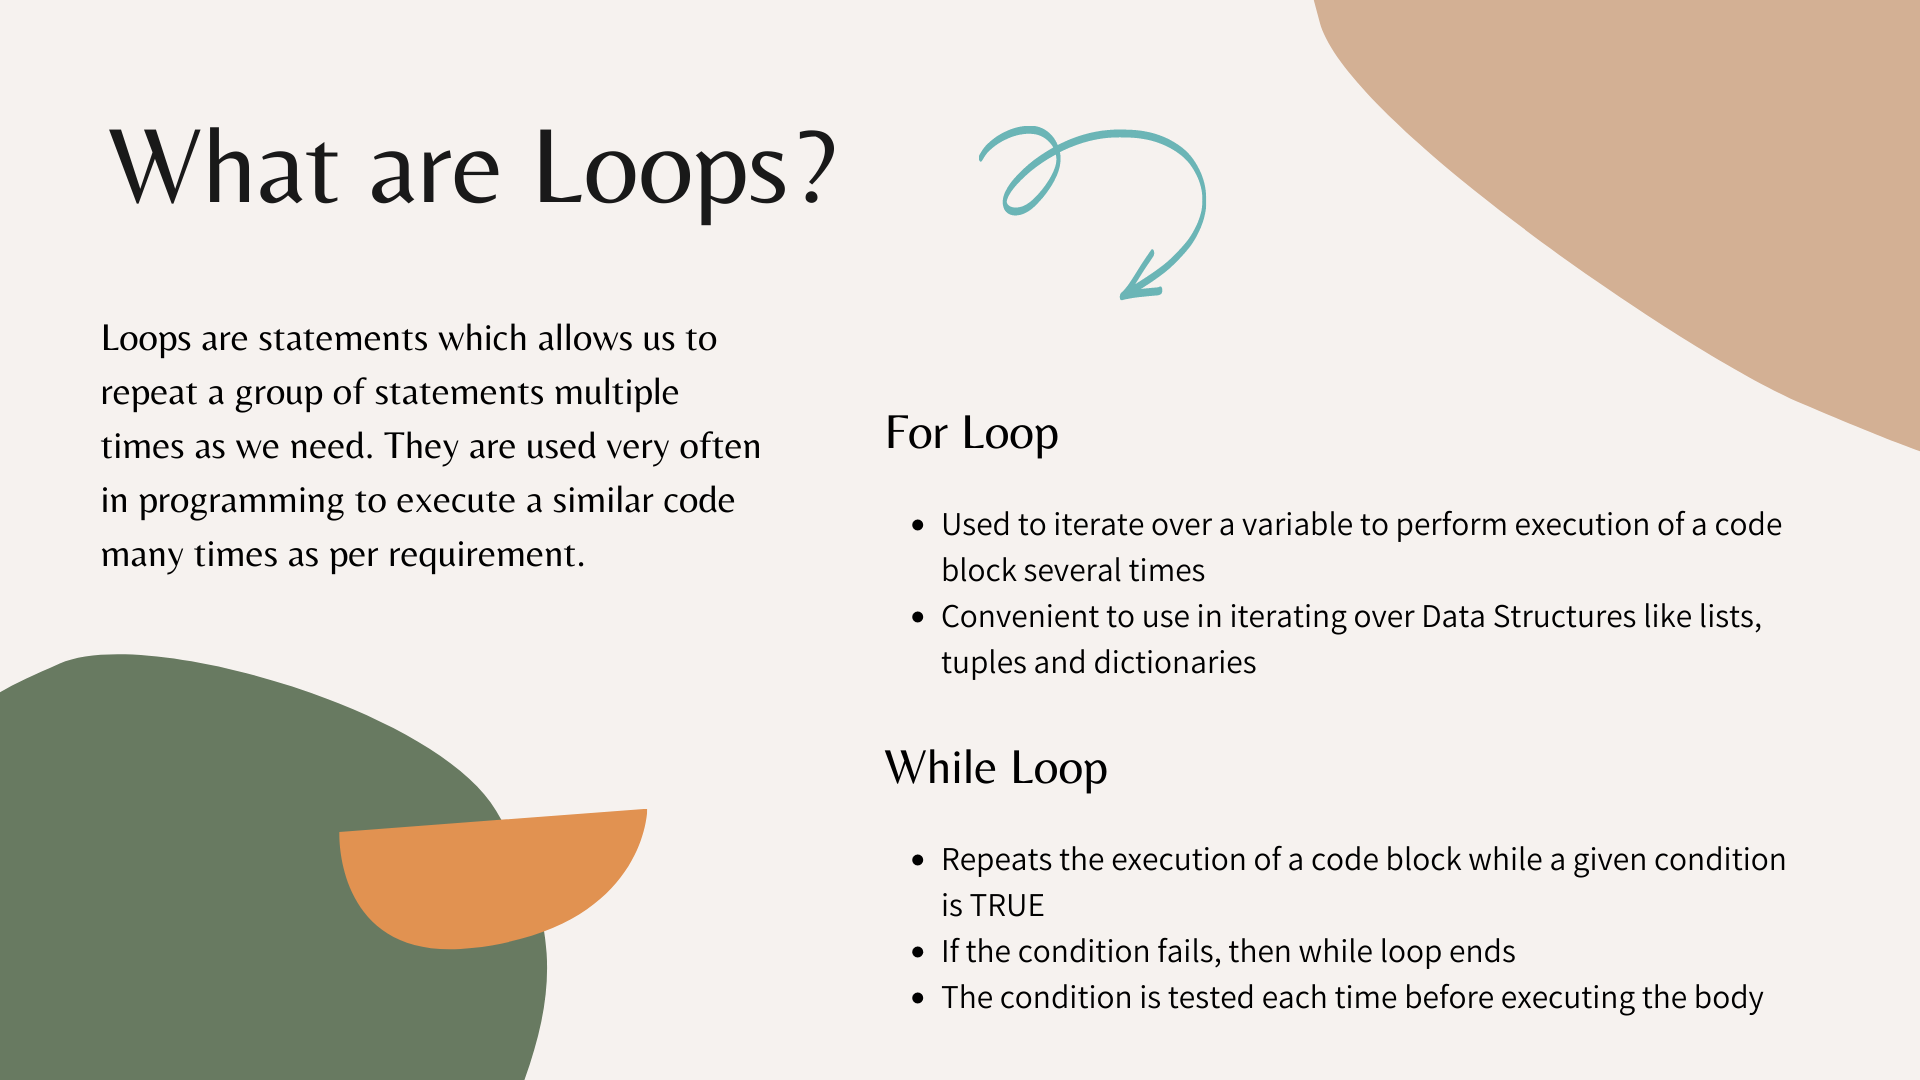 What are Loops?
Loops are statements which allows us to
repeat a group of statements multiple
times as we need. They are used very often
in programming to execute a similar code
many times as per requirement.
For Loop
• Used to iterate over a variable to perform execution of a code
block several times
• Convenient to use in iterating over Data Structures like lists,
tuples and dictionaries
While Loop
• Repeats the execution of a code block while a given condition
is TRUE
• If the condition fails, then while loop ends
• The condition is tested each time before executing the body